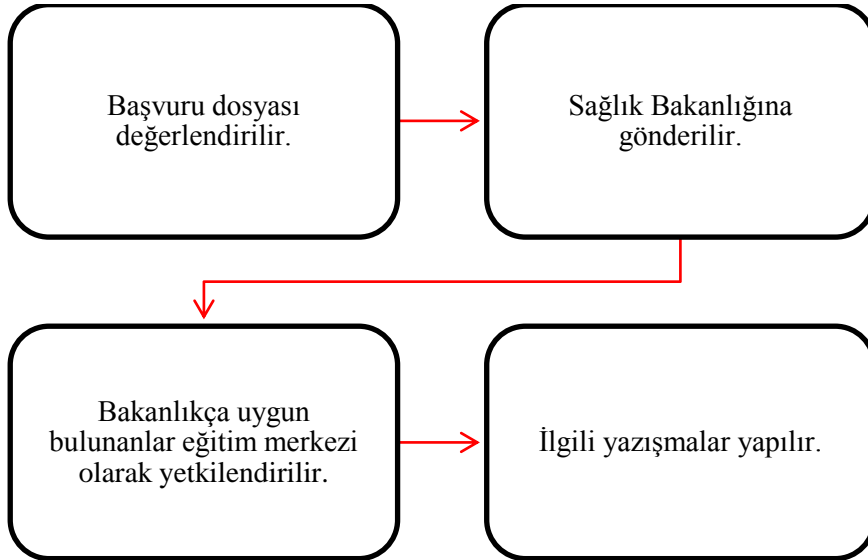 Başvuru dosyası
değerlendirilir.
Sağlık Bakanlığına
gönderilir.
Bakanlıkça uygun
bulunanlar eğitim merkezi
olarak yetkilendirilir.
İlgili yazışmalar yapılır.